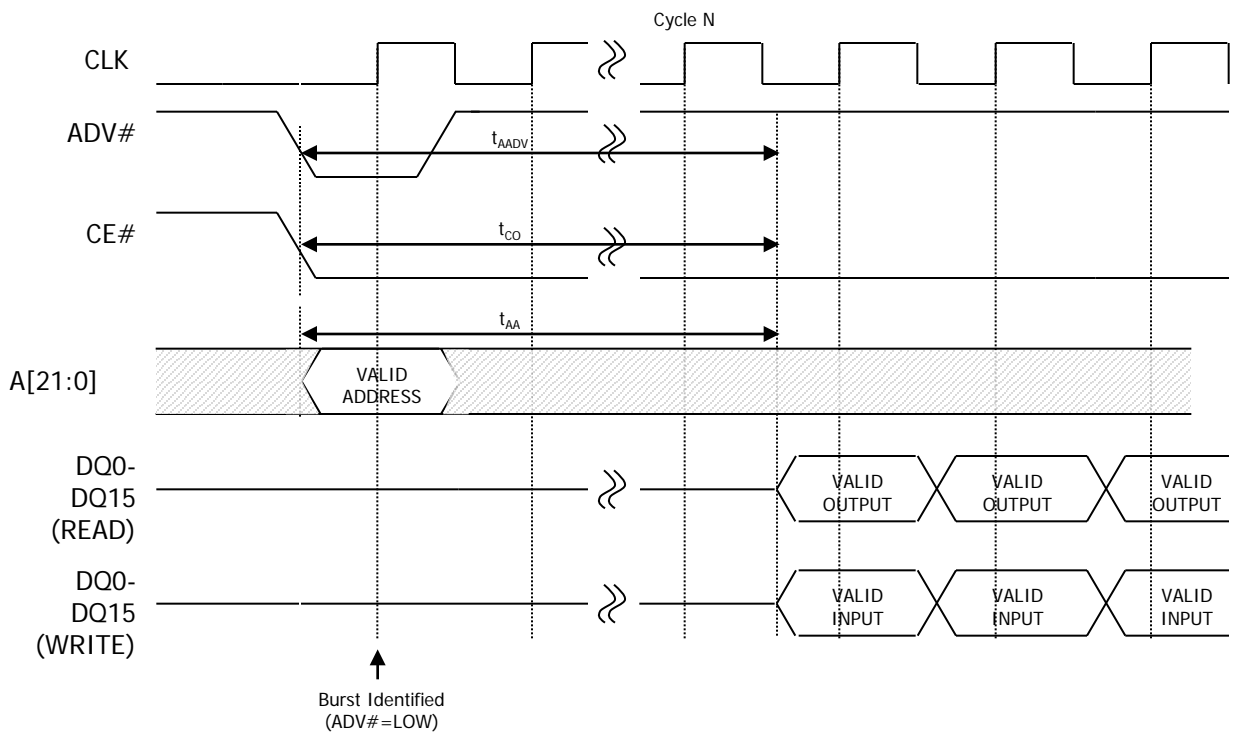 Cycle N
CLK
ADV#
tAADV
CE#
tCO
tAA
A[21:0]
VALID
ADDRESS
DQ0-
DQ15
(READ)
VALID
OUTPUT
VALID
OUTPUT
VALID
OUTPUT
DQ0-
DQ15
(WRITE)
VALID
INPUT
VALID
INPUT
VALID
INPUT
Burst Identified
(ADV#=LOW)